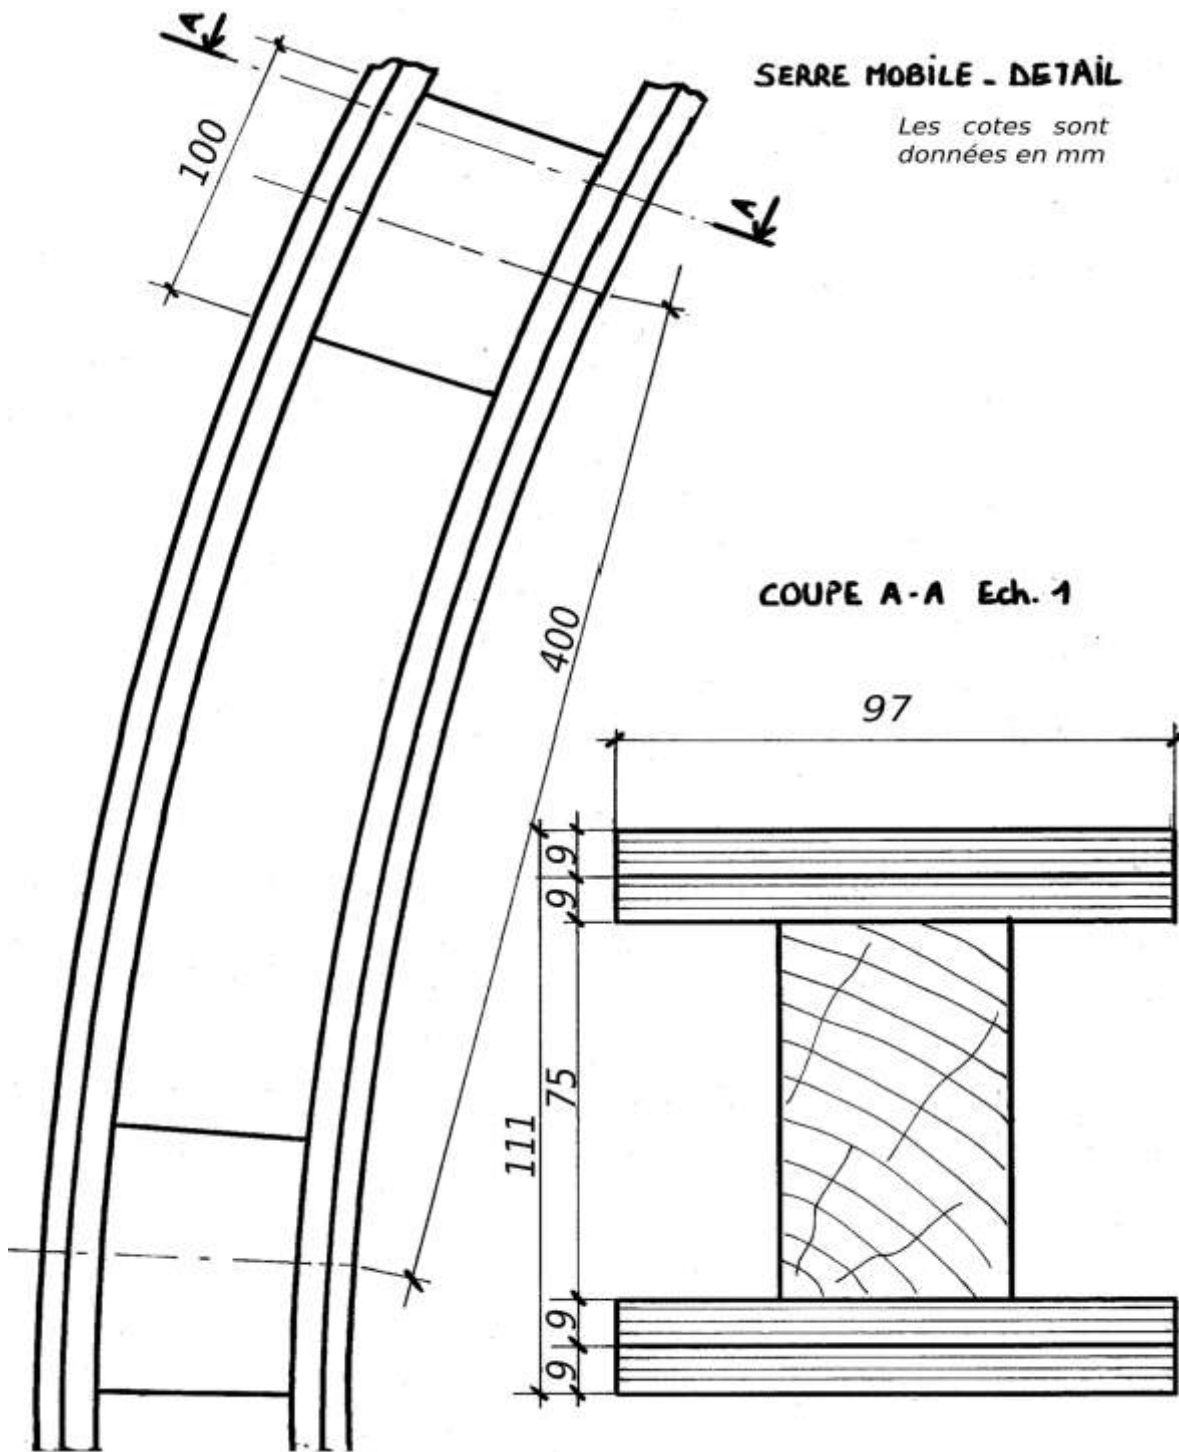 A
SERRE MOBILE - DETAIL
Les cotes sont
données en mm
100
A
400
COUPE A-A Ech. 1
97
9
9
75
111
9
9